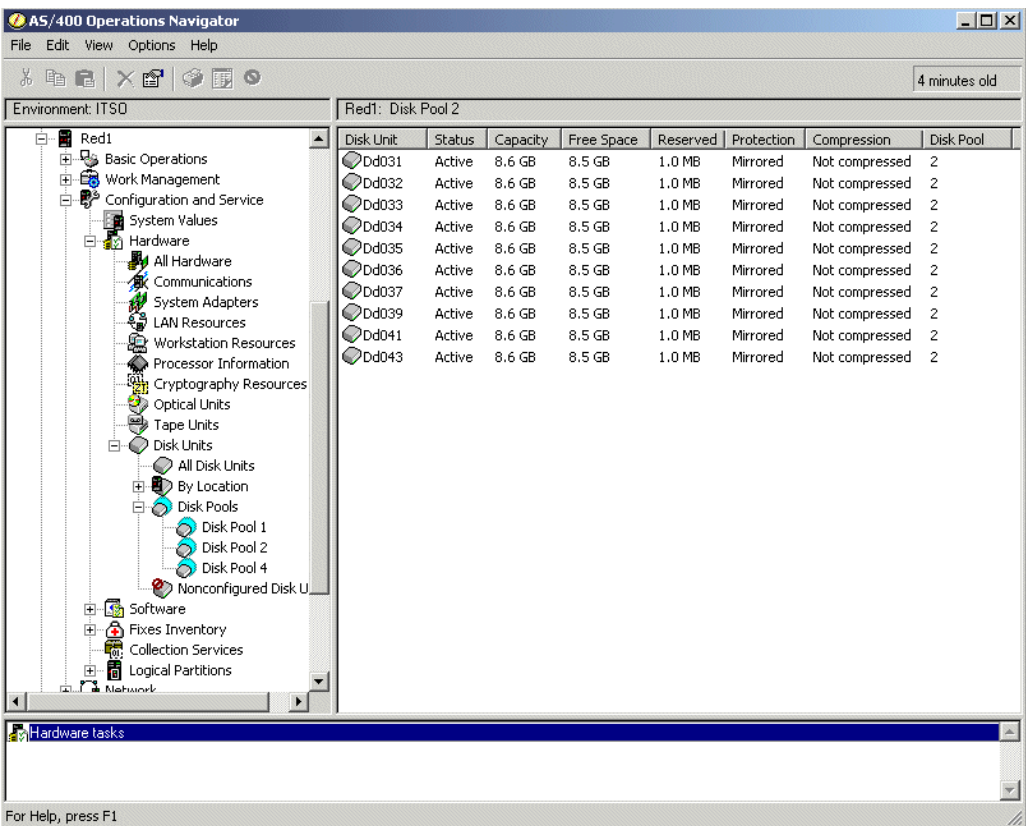 AS/400 Operations Navigator
File Edit View Options Help
4 minutes old
Environment: ITSO
Red1: Disk Pool 2
Red1
Basic Operations
Work Management
Configuration and Service
System Values
Hardware
All Hardware
Communications
System Adapters
LAN Resources
Workstation Resources
Processor Information
Cryptography Resources
Optical Units
Tape Units
Disk Units
All Disk Units
By Location
Disk Pools
Disk Pool 1
Disk Pool 2
Disk Pool 4
Nonconfigured Disk U
Software
Fixes Inventory
Collection Services
Logical Partitions
Network
Disk Unit Status Capacity Free Space Reserved Protection Compression Disk Pool
Dd031 Active 8.6 GB 8.5 GB 1.0 MB Mirrored Not compressed 2
Dd032 Active 8.6 GB 8.5 GB 1.0 MB Mirrored Not compressed 2
Dd033 Active 8.6 GB 8.5 GB 1.0 MB Mirrored Not compressed 2
Dd034 Active 8.6 GB 8.5 GB 1.0 MB Mirrored Not compressed 2
Dd035 Active 8.6 GB 8.5 GB 1.0 MB Mirrored Not compressed 2
Dd036 Active 8.6 GB 8.5 GB 1.0 MB Mirrored Not compressed 2
Dd037 Active 8.6 GB 8.5 GB 1.0 MB Mirrored Not compressed 2
Dd039 Active 8.6 GB 8.5 GB 1.0 MB Mirrored Not compressed 2
Dd041 Active 8.6 GB 8.5 GB 1.0 MB Mirrored Not compressed 2
Dd043 Active 8.6 GB 8.5 GB 1.0 MB Mirrored Not compressed 2
Hardware tasks
For Help, press F1